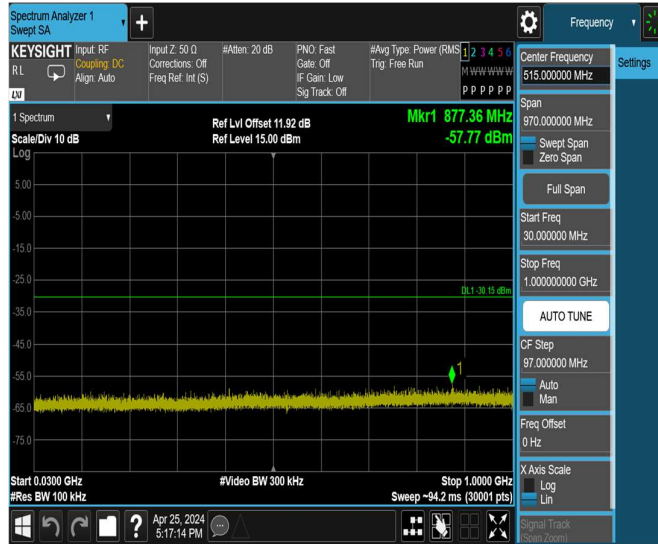 Spectrum Analyzer 1
Swept SA
+
Frequency
KEYSIGHT
RL
LXI
Input: RF
Coupling: DC
Align: Auto
Input Z: 50 Ω
Corrections: Off
Freq Ref: Int (S)
#Atten: 20 dB
PNO: Fast
Gate: Off
IF Gain: Low
Sig Track: Off
#Avg Type: Power (RMS
Trig: Free Run
1 2 3 4 5 6
M W W W W W
P P P P P P
1 Spectrum
Scale/Div 10 dB
Log
Ref Lvl Offset 11.92 dB
Ref Level 15.00 dBm
Mkr1 877.36 MHz
-57.77 dBm
5.00
-5.00
-15.0
-25.0
-35.0
-45.0
-55.0
-65.0
-75.0
DL1 -30.15 dBm
1
Start 0.0300 GHz
#Res BW 100 kHz
#Video BW 300 kHz
Stop 1.0000 GHz
Sweep ~94.2 ms (30001 pts)
Apr 25, 2024
5:17:14 PM
?
Center Frequency
515.000000 MHz
Span
970.000000 MHz
Swept Span
Zero Span
Full Span
Start Freq
30.000000 MHz
Stop Freq
1.000000000 GHz
AUTO TUNE
CF Step
97.000000 MHz
Auto
Man
Freq Offset
0 Hz
X Axis Scale
Log
Lin
Signal Track
(Span Zoom)
Settings